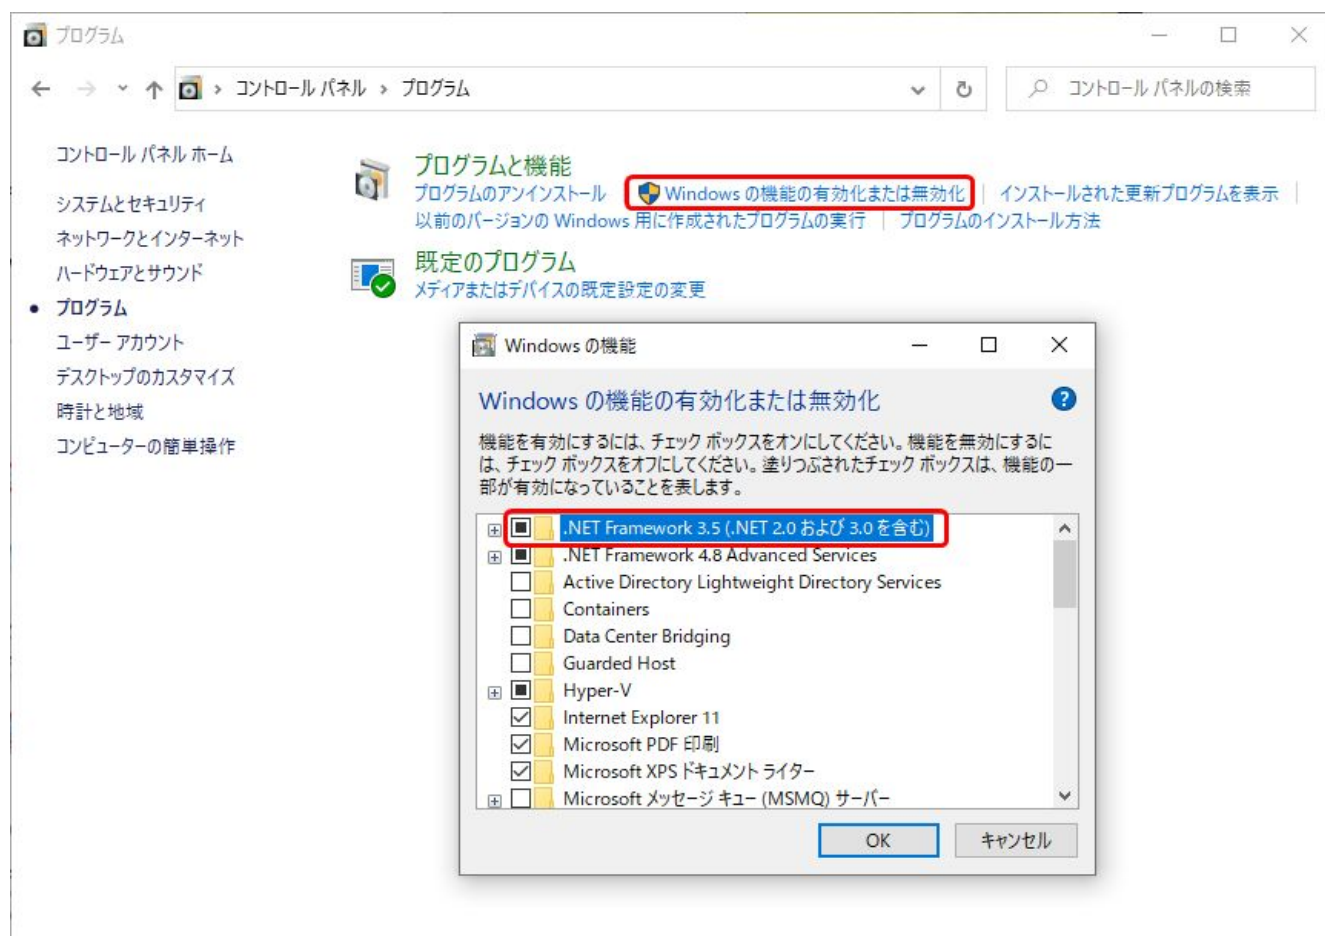 プログラム
コントロール パネル › プログラム
コントロール パネルの検索
コントロール パネル ホーム
システムとセキュリティ
ネットワークとインターネット
ハードウェアとサウンド
プログラム
ユーザー アカウント
デスクトップのカスタマイズ
時計と地域
コンピューターの簡単操作
プログラムと機能
プログラムのアンインストール Windows の機能の有効化または無効化 インストールされた更新プログラムを表示
以前のバージョンの Windows 用に作成されたプログラムの実行 プログラムのインストール方法
既定のプログラム
メディアまたはデバイスの既定設定の変更
Windows の機能
Windows の機能の有効化または無効化
機能を有効にするには、チェック ボックスをオンにしてください。機能を無効にするに
は、チェック ボックスをオフにしてください。塗りつぶされたチェック ボックスは、機能の一
部が有効になっていることを表します。
.NET Framework 3.5 (.NET 2.0 および 3.0 を含む)
.NET Framework 4.8 Advanced Services
Active Directory Lightweight Directory Services
Containers
Data Center Bridging
Guarded Host
Hyper-V
Internet Explorer 11
Microsoft PDF 印刷
Microsoft XPS ドキュメント ライター
Microsoft メッセージ キュー (MSMQ) サーバー
OK キャンセル